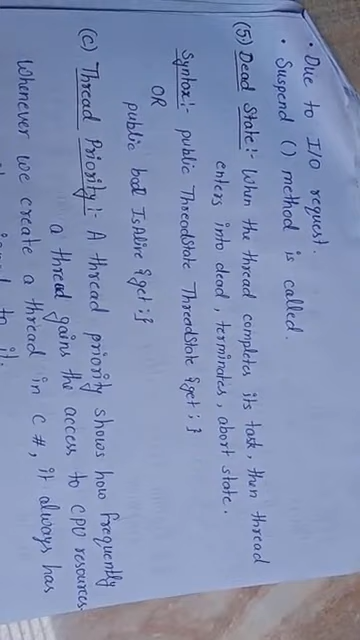 • Due to I/o request.
• Suspend () method is called.
(5) Dead State:- When the thread completes its task, then thread
enters into dead, terminates, abort state.
Syntax:- public ThreadState ThreadState {get;}
OR
public bool IsAlive {get;}
(c) Thread Priority:- A thread priority shows how frequently
a thread gains the access to CPU resources.
Whenever we create a thread in C#, it always has
to it.